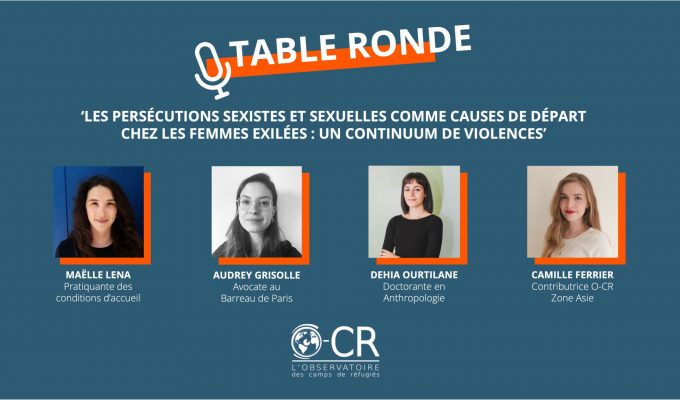 TABLE RONDE
‘LES PERSÉCUTIONS SEXISTES ET SEXUELLES COMME CAUSES DE DÉPART
CHEZ LES FEMMES EXILÉES : UN CONTINUUM DE VIOLENCES’
MAËLLE LENA
Pratiquante des
conditions d’accueil
AUDREY GRISOLLE
Avocate au
Barreau de Paris
DEHIA OURTILANE
Doctorante en
Anthropologie
CAMILLE FERRIER
Contributrice O-CR
Zone Asie
O-CR
L'OBSERVATOIRE
des camps de réfugiés